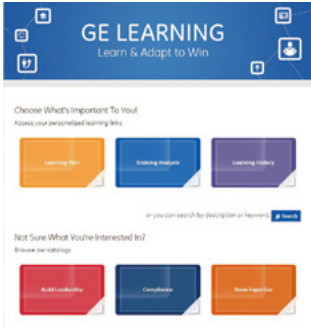 GE LEARNING
Learn & Adapt to Win
Choose What's Important To You!
Access your personalized learning links
Learning Plan
Training Analysis
Learning History
or you can search by description or keyword.
Search
Not Sure What You're Interested In?
Browse our catalogs
Build Leadership
Compliance
Expertise